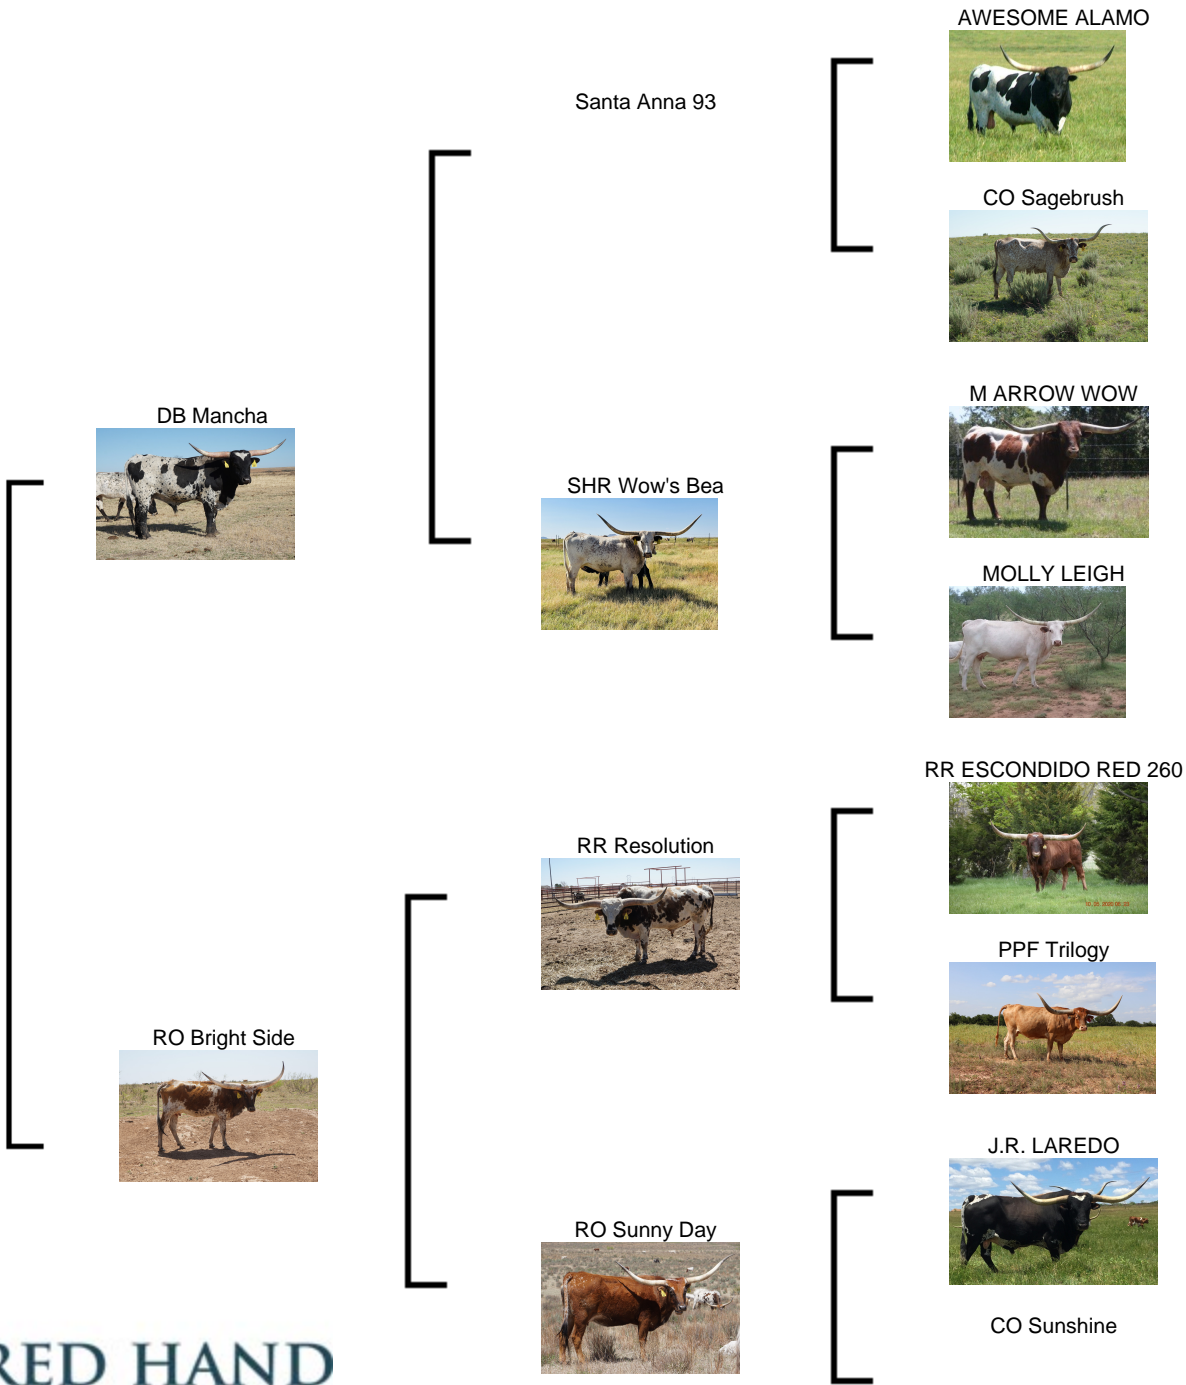 AWESOME ALAMO
Santa Anna 93
CO Sagebrush
M ARROW WOW
DB Mancha
SHR Wow's Bea
MOLLY LEIGH
RR ESCONDIDO RED 260
RR Resolution
PPF Trilogy
RO Bright Side
J.R. LAREDO
RO Sunny Day
CO Sunshine
RED HAND